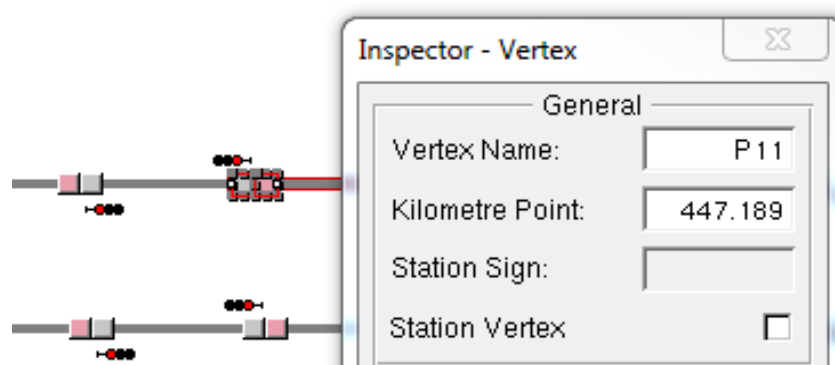 Inspector - Vertex
General
Vertex Name: P11
Kilometre Point: 447.189
Station Sign:
Station Vertex